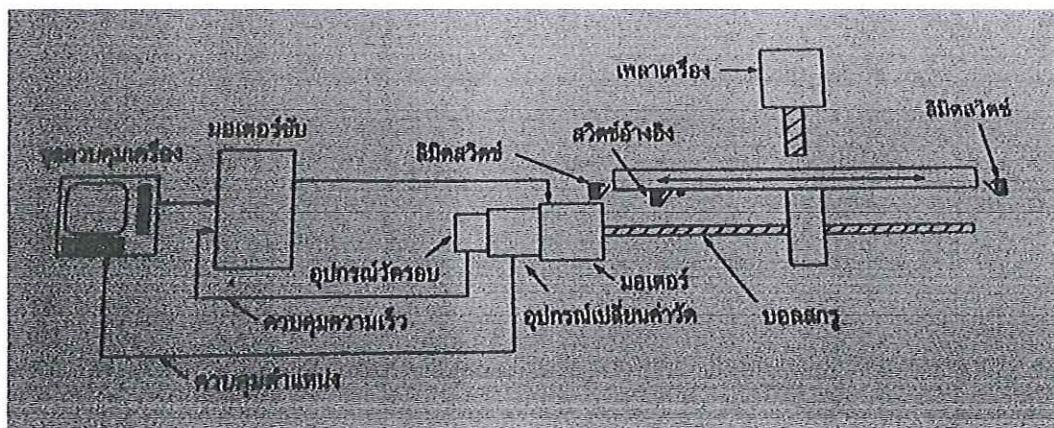 เพลาเครื่อง
ลิมิตสวิตช์
มอเตอร์ขับ
สวิตช์อ้างอิง
ลิมิตสวิตช์
ชุดควบคุมเครื่อง
อุปกรณ์วัดรอบ
มอเตอร์
ควบคุมความเร็ว
อุปกรณ์เปลี่ยนค่าวัด
บอลสกรู
ควบคุมตำแหน่ง